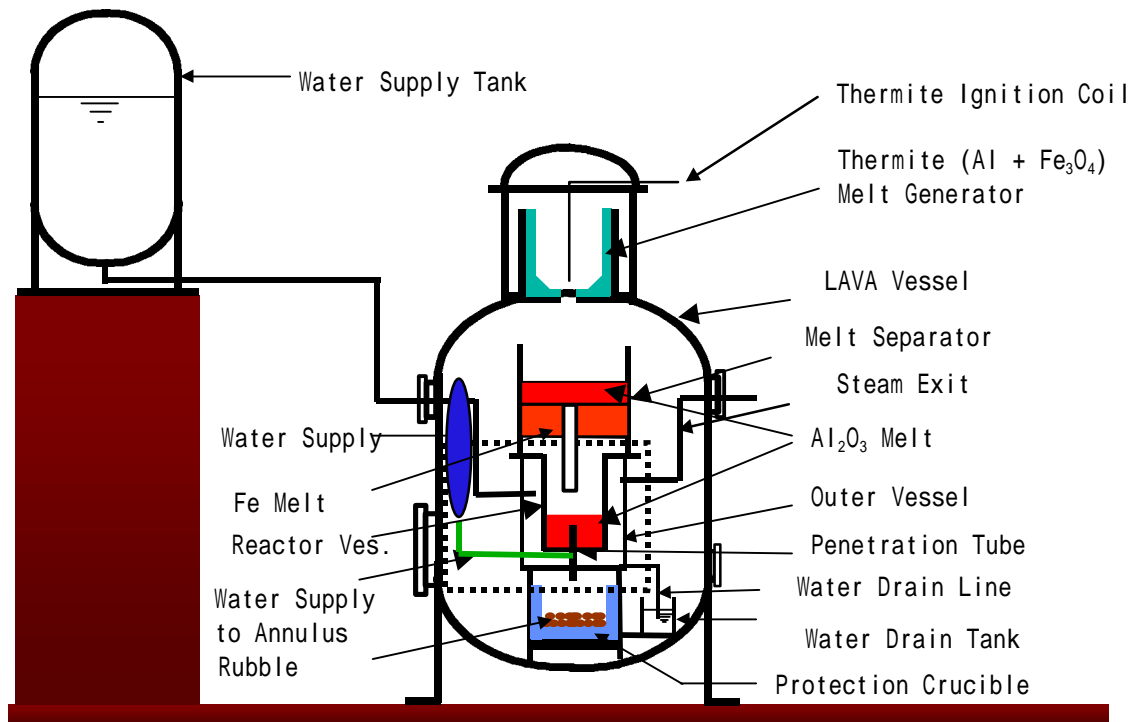 Water Supply Tank
Thermite Ignition Coil
Thermite (Al + Fe₃O₄)
Melt Generator
LAVA Vessel
Melt Separator
Steam Exit
Water Supply
Al₂O₃ Melt
Fe Melt
Outer Vessel
Reactor Ves.
Penetration Tube
Water Drain Line
Water Supply
to Annulus
Water Drain Tank
Rubble
Protection Crucible